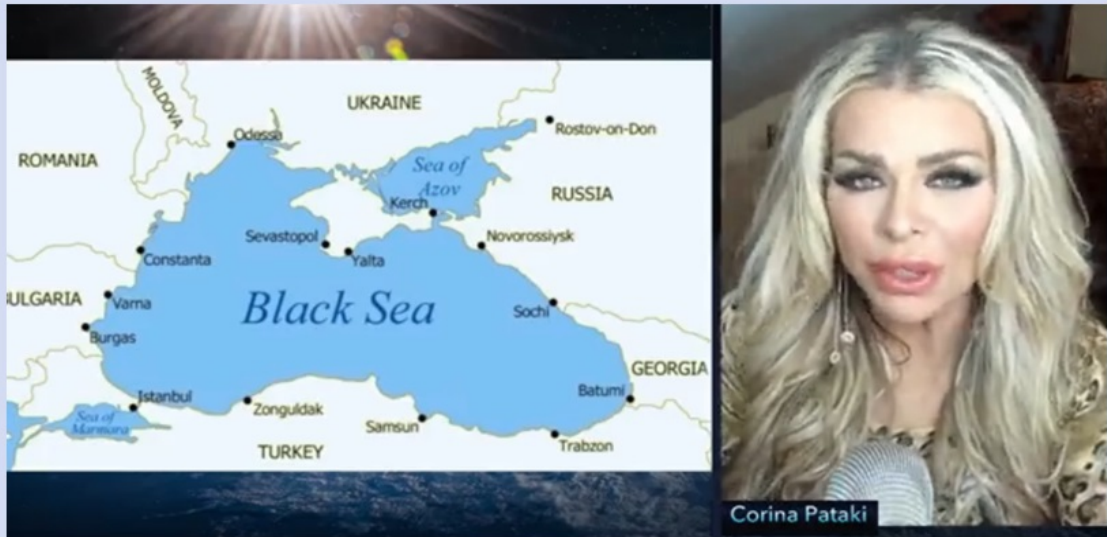 MOLDOVA
UKRAINE
Odessa
Rostov-on-Don
ROMANIA
Sea of
Azov
RUSSIA
Kerch
Sevastopol
Yalta
Novorossiysk
Constanta
BULGARIA
Varna
Black Sea
Sochi
Burgas
GEORGIA
Istanbul
Batumi
Zonguldak
Sea of
Marmara
Samsun
Trabzon
TURKEY
Corina Pataki